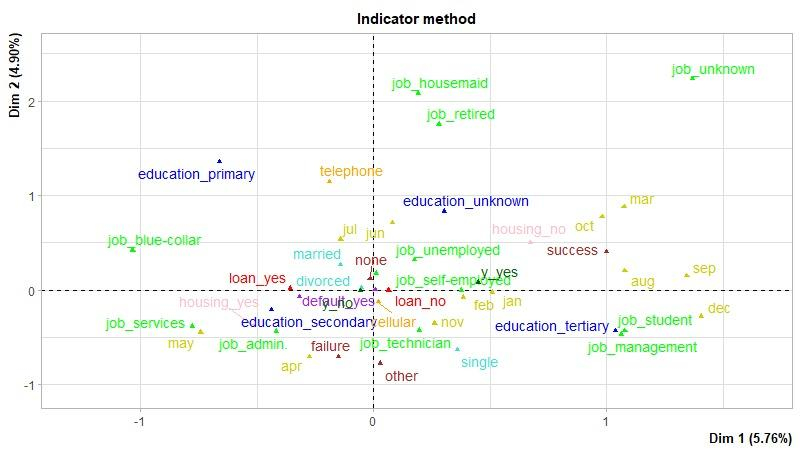 Indicator method
Dim 2 (4.90%)
job_unknown
job_housemaid
2
job_retired
education_primary
telephone
1
education_unknown
mar
oct
jul
jun
housing_no
job_blue-collar
married
none
job_unemployed
success
loan_yes
divorced
job_self-employed
y_yes
aug
sep
0
housing_yes
default_yes
y_no
loan_no
feb
jan
dec
job_services
education_secondary
cellular
nov
education_tertiary
job_student
may
job_admin.
failure
job_technician
job_management
apr
single
other
-1
-1
0
1
Dim 1 (5.76%)